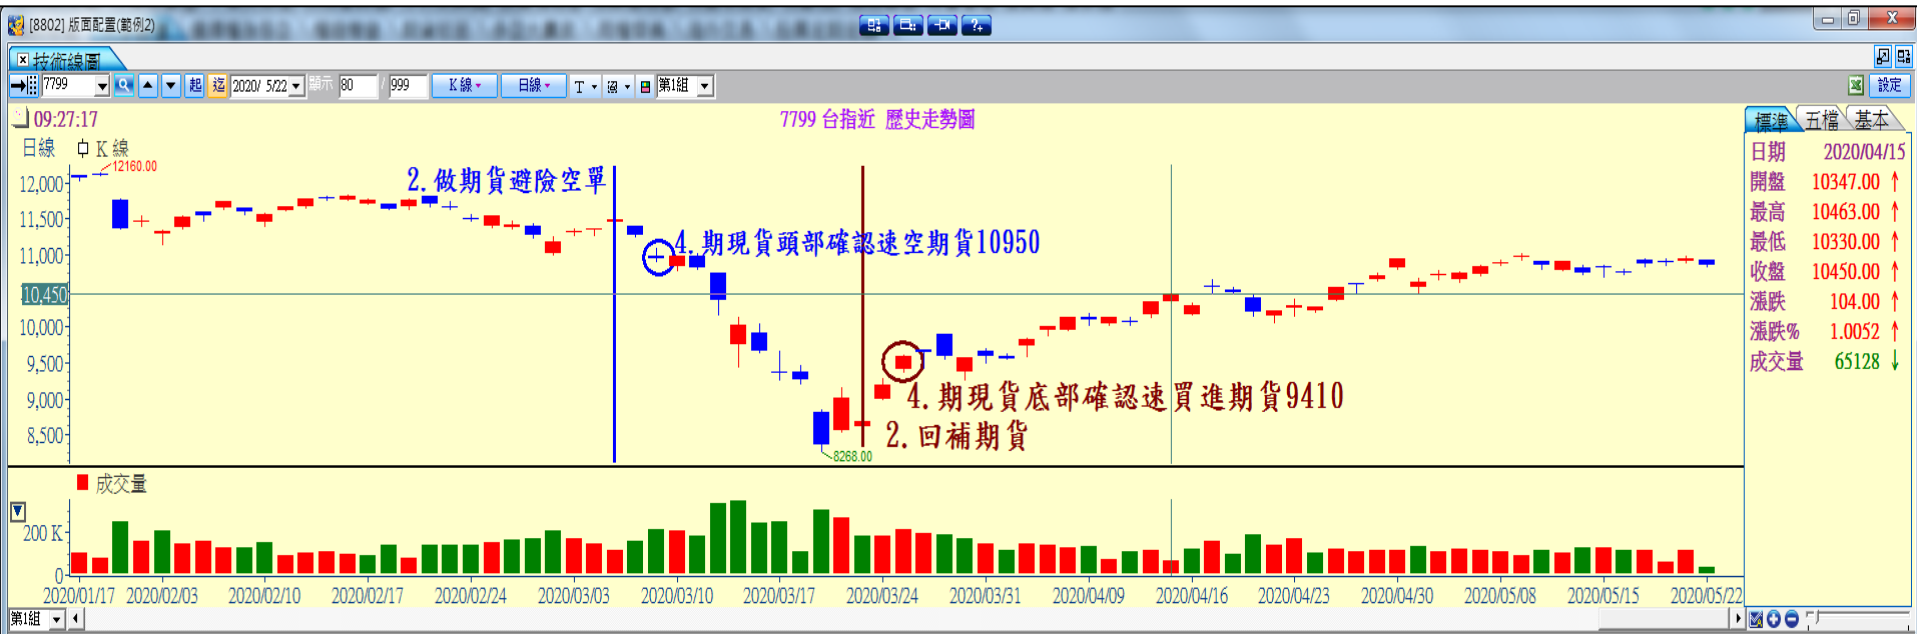 [8802] 版面配置(範例2)
技術線圖
7799 起 迄 2020/ 5/22 顯示 80 / 999 K 線 日線 T 第1組 設定
09:27:17 7799 台指近 歷史走勢圖
日線 K 線
12160.00
12,000
11,500
11,000
10,450
10,000
9,500
9,000
8,500
2.做期貨避險空單
4.期現貨頭部確認速空期貨10950
4.期現貨底部確認速買進期貨9410
2.回補期貨
8268.00
成交量
200 K
0
2020/01/17 2020/02/03 2020/02/10 2020/02/17 2020/02/24 2020/03/03 2020/03/10 2020/03/17 2020/03/24 2020/03/31 2020/04/09 2020/04/16 2020/04/23 2020/04/30 2020/05/08 2020/05/15 2020/05/22
第1組
標準 五檔 基本
日期 2020/04/15
開盤 10347.00 ↑
最高 10463.00 ↑
最低 10330.00 ↑
收盤 10450.00 ↑
漲跌 104.00 ↑
漲跌% 1.0052 ↑
成交量 65128 ↓